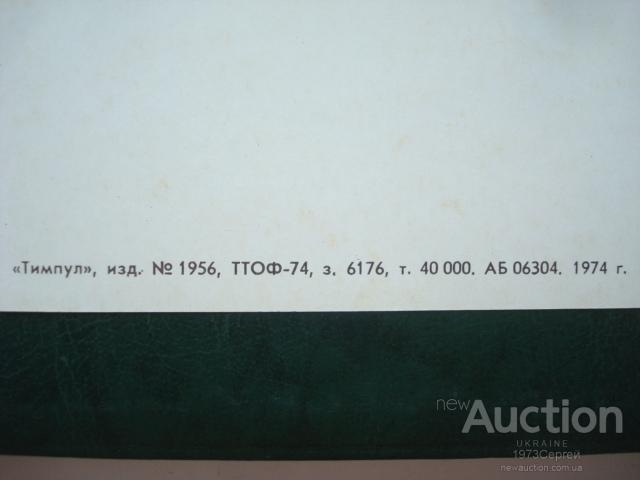 «Тимпул», изд. № 1956, ТТОФ-74, з. 6176, т. 40 000. АБ 06304. 1974 г.
new Auction
UKRAINE
1973Сергей
newauction.com.ua